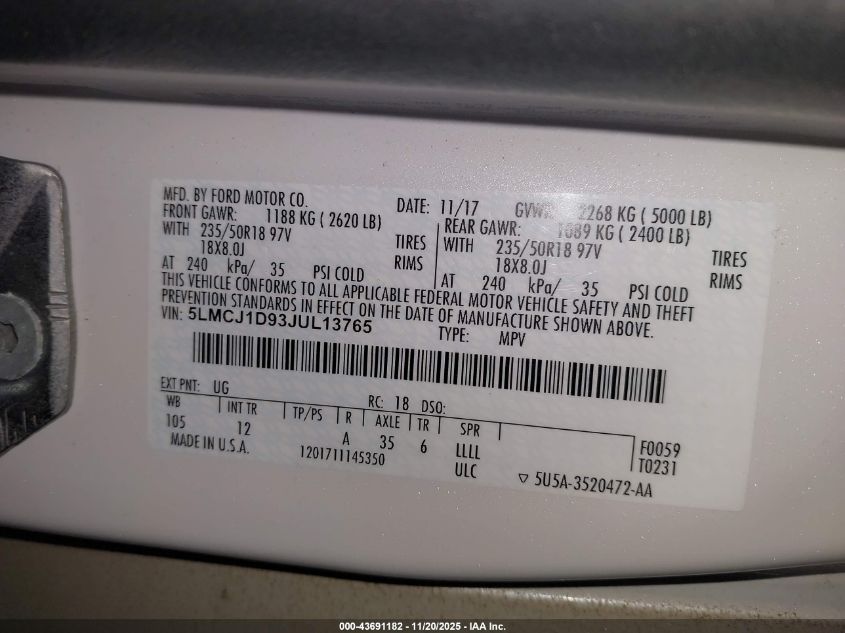 MFD. BY FORD MOTOR CO. DATE: 11/17 GVWR: 2268 KG ( 5000 LB)
FRONT GAWR: 1188 KG ( 2620 LB) REAR GAWR: 1089 KG ( 2400 LB)
WITH 235/50R18 97V TIRES WITH 235/50R18 97V TIRES
18X8.0J RIMS 18X8.0J RIMS
AT 240 kPa/ 35 PSI COLD AT 240 kPa/ 35 PSI COLD
THIS VEHICLE CONFORMS TO ALL APPLICABLE FEDERAL MOTOR VEHICLE SAFETY AND THEFT
PREVENTION STANDARDS IN EFFECT ON THE DATE OF MANUFACTURE SHOWN ABOVE.
VIN: 5LMCJ1D93JUL13765 TYPE: MPV
EXT PNT: UG RC: 18 DSO:
WB INT TR TP/PS R AXLE TR SPR
105 12 A 35 6 LLLL F0059
MADE IN U.S.A. 1201711145350 ULC T0231
5U5A-3520472-AA
000-43691182 - 11/20/2025 - IAA Inc.